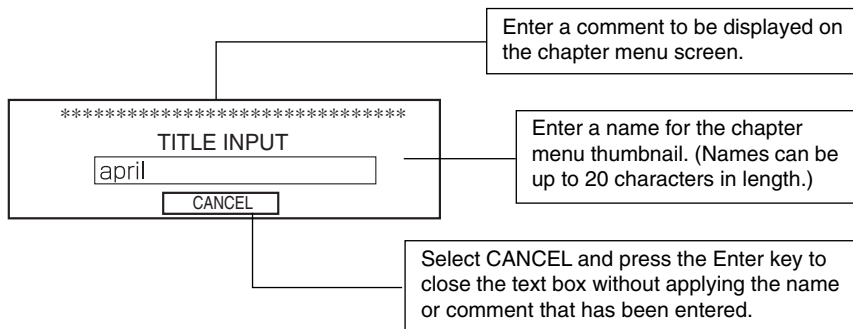 Enter a comment to be displayed on
the chapter menu screen.
*******************************
TITLE INPUT
april
CANCEL
Enter a name for the chapter
menu thumbnail. (Names can be
up to 20 characters in length.)
Select CANCEL and press the Enter key to
close the text box without applying the name
or comment that has been entered.